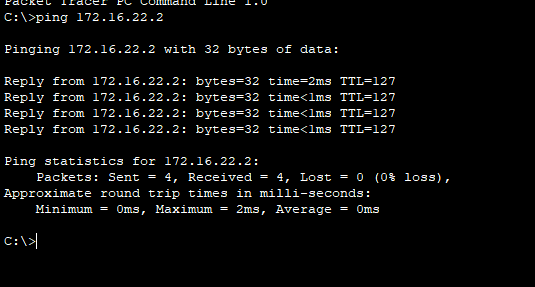 Packet Tracer PC Command Line 1.0
C:\>ping 172.16.22.2
Pinging 172.16.22.2 with 32 bytes of data:
Reply from 172.16.22.2: bytes=32 time=2ms TTL=127
Reply from 172.16.22.2: bytes=32 time<1ms TTL=127
Reply from 172.16.22.2: bytes=32 time<1ms TTL=127
Reply from 172.16.22.2: bytes=32 time<1ms TTL=127
Ping statistics for 172.16.22.2:
Packets: Sent = 4, Received = 4, Lost = 0 (0% loss),
Approximate round trip times in milli-seconds:
Minimum = 0ms, Maximum = 2ms, Average = 0ms
C:\>